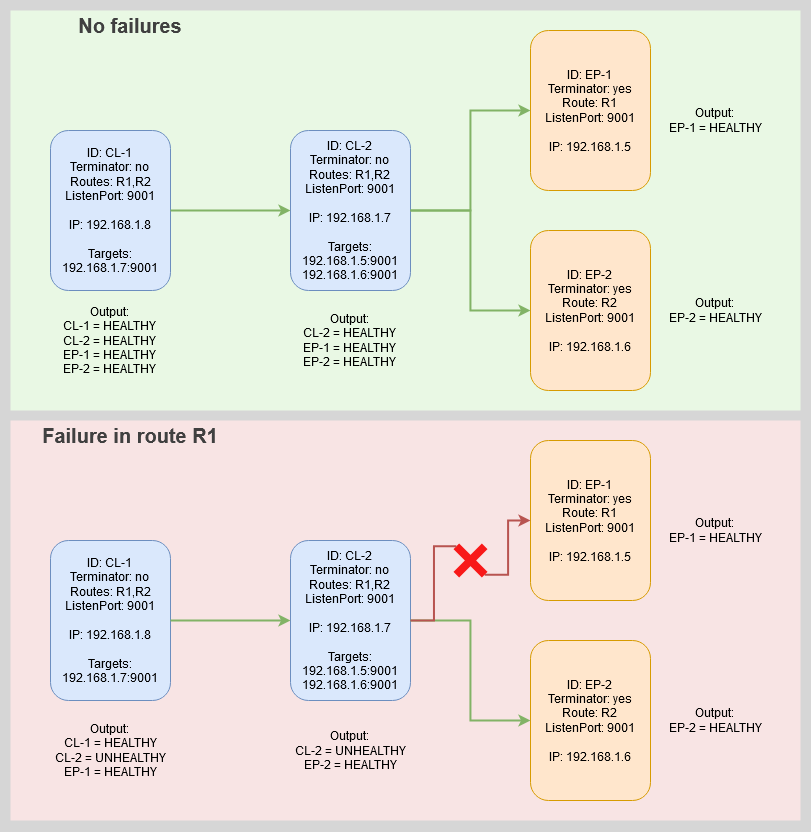 No failures
ID: CL-1
Terminator: no
Routes: R1,R2
ListenPort: 9001
IP: 192.168.1.8
Targets:
192.168.1.7:9001
Output:
CL-1 = HEALTHY
CL-2 = HEALTHY
EP-1 = HEALTHY
EP-2 = HEALTHY
ID: CL-2
Terminator: no
Routes: R1,R2
ListenPort: 9001
IP: 192.168.1.7
Targets:
192.168.1.5:9001
192.168.1.6:9001
Output:
CL-2 = HEALTHY
EP-1 = HEALTHY
EP-2 = HEALTHY
ID: EP-1
Terminator: yes
Route: R1
ListenPort: 9001
IP: 192.168.1.5
Output:
EP-1 = HEALTHY
ID: EP-2
Terminator: yes
Route: R2
ListenPort: 9001
IP: 192.168.1.6
Output:
EP-2 = HEALTHY
Failure in route R1
ID: CL-1
Terminator: no
Routes: R1,R2
ListenPort: 9001
IP: 192.168.1.8
Targets:
192.168.1.7:9001
Output:
CL-1 = HEALTHY
CL-2 = UNHEALTHY
EP-1 = HEALTHY
ID: CL-2
Terminator: no
Routes: R1,R2
ListenPort: 9001
IP: 192.168.1.7
Targets:
192.168.1.5:9001
192.168.1.6:9001
Output:
CL-2 = UNHEALTHY
EP-2 = HEALTHY
ID: EP-1
Terminator: yes
Route: R1
ListenPort: 9001
IP: 192.168.1.5
Output:
EP-1 = HEALTHY
ID: EP-2
Terminator: yes
Route: R2
ListenPort: 9001
IP: 192.168.1.6
Output:
EP-2 = HEALTHY